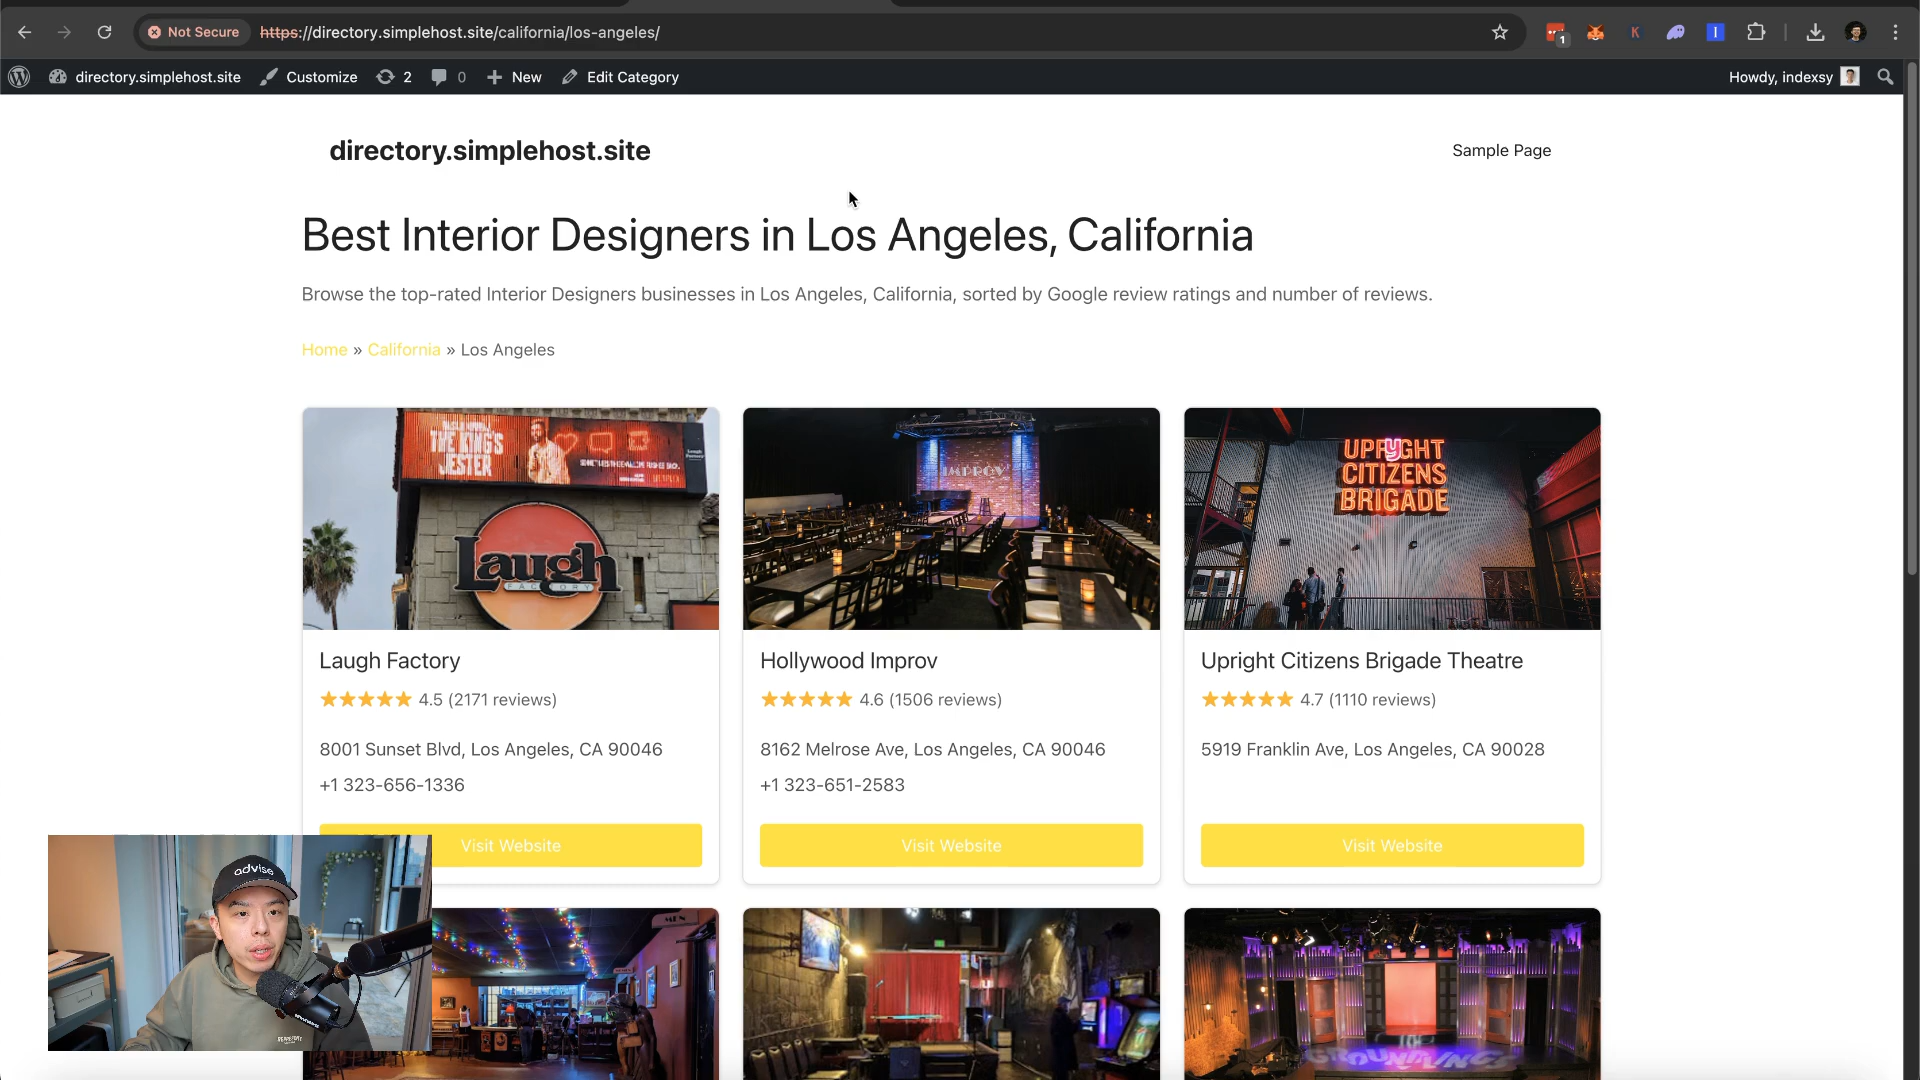 Not Secure
https://directory.simplehost.site/california/los-angeles/
1
K
I
directory.simplehost.site
Customize
2
0
New
Edit Category
Howdy, indexsy
directory.simplehost.site
Sample Page
Best Interior Designers in Los Angeles, California
Browse the top-rated Interior Designers businesses in Los Angeles, California, sorted by Google review ratings and number of reviews.
Home » California » Los Angeles
THE KING'S
JESTER
Laugh
FACTORY
IMPROV
UPRIGHT
CITIZENS
BRIGADE
Laugh Factory
4.5 (2171 reviews)
8001 Sunset Blvd, Los Angeles, CA 90046
+1 323-656-1336
Visit Website
Hollywood Improv
4.6 (1506 reviews)
8162 Melrose Ave, Los Angeles, CA 90046
+1 323-651-2583
Visit Website
Upright Citizens Brigade Theatre
4.7 (1110 reviews)
5919 Franklin Ave, Los Angeles, CA 90028
Visit Website
advise
MEN
GROUNDLINGS